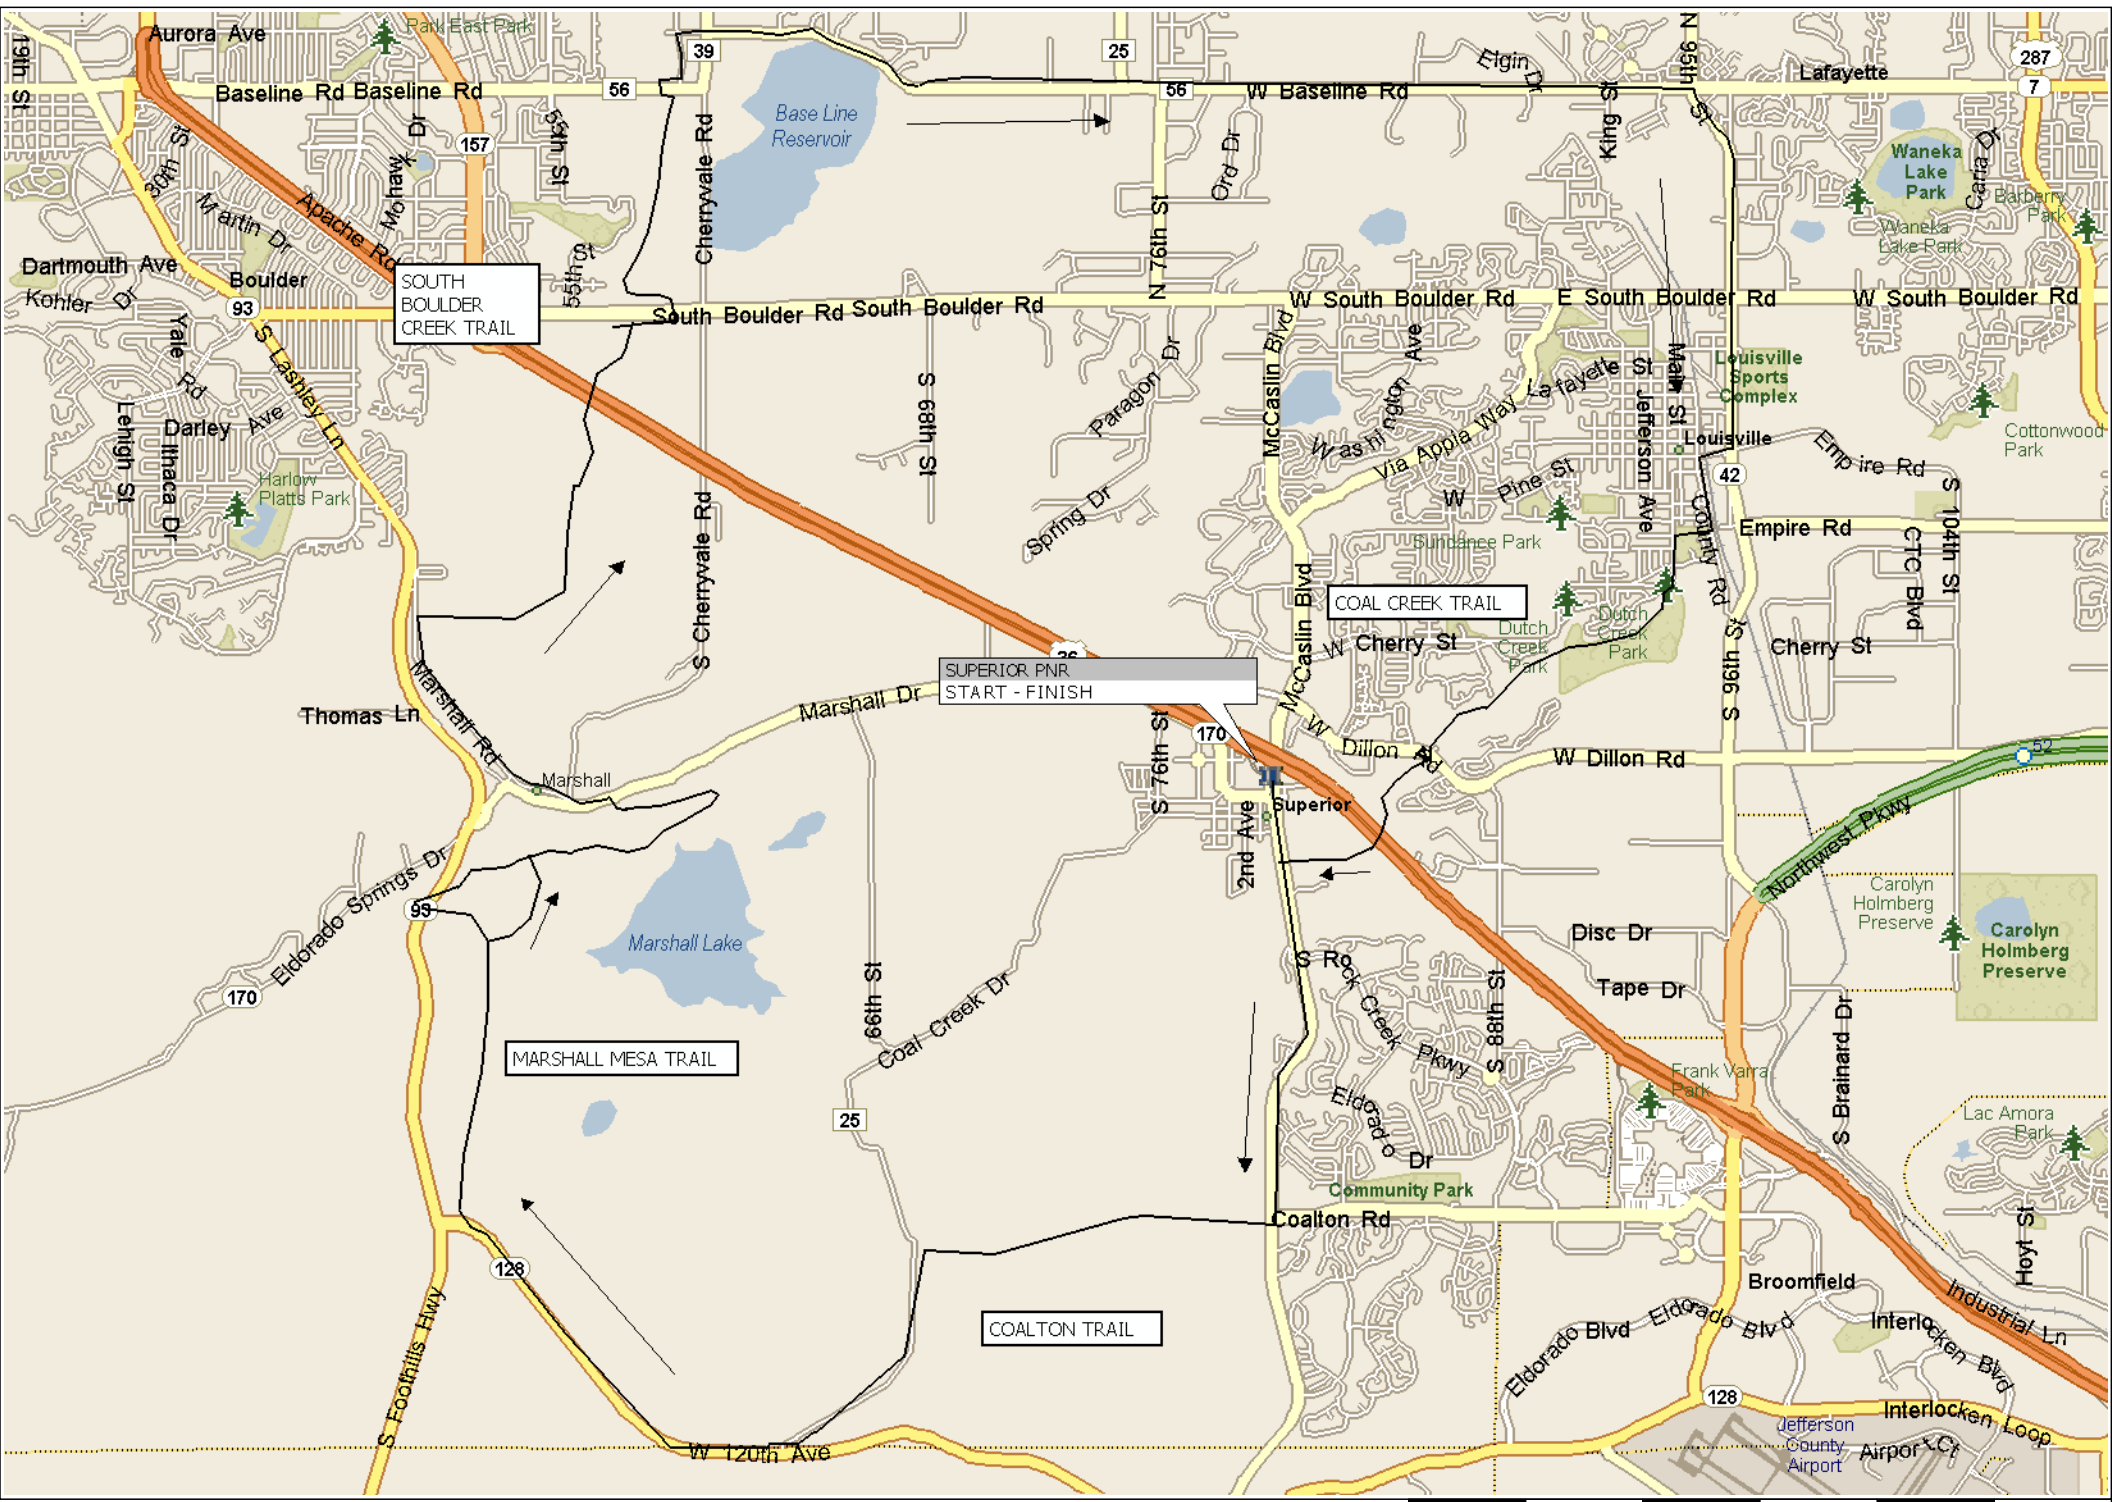 Aurora Ave
Park East Park
19th St
39
25
N 95th St
Elgin Dr
287
Lafayette
7
Baseline Rd
Baseline Rd
56
56
W Baseline Rd
King St
Base Line
Reservoir
55th St
157
Mohawk Dr
30th St
Martin Dr
Apache Rd
Cherryvale Rd
Ord Dr
N 76th St
Waneka
Lake
Park
Caria Dr
Barberry
Park
Waneka
Lake Park
Dartmouth Ave
Kohler Dr
Boulder
93
SOUTH
BOULDER
CREEK TRAIL
55th St
South Boulder Rd
South Boulder Rd
W South Boulder Rd
E South Boulder Rd
W South Boulder Rd
Yale Rd
S Lashley Ln
Lehigh St
Darley Ave
Ithaca Dr
Harlow
Platts Park
S 68th St
Paragon Dr
Spring Dr
McCaslin Blvd
Washington Ave
Via Appia Way
Lafayette St
Main St
Jefferson Ave
Louisville
Sports
Complex
Louisville
W Pine St
Sundance Park
42
Empire Rd
Empire Rd
County Rd
S 104th St
CTC Blvd
Cottonwood
Park
S Cherryvale Rd
COAL CREEK TRAIL
McCaslin Blvd
W Cherry St
Dutch
Creek
Park
Dutch
Creek
Park
S 96th St
Cherry St
36
SUPERIOR PNR
START - FINISH
Thomas Ln
Marshall Rd
Marshall Dr
Marshall
McCaslin Blvd
170
W Dillon Rd
W Dillon Rd
52
S 76th St
2nd Ave
Superior
Northwest Pkwy
Eldorado Springs Dr
93
170
Marshall Lake
66th St
Coal Creek Dr
S Rock Creek Pkwy
S 88th St
Disc Dr
Tape Dr
Carolyn
Holmberg
Preserve
Carolyn
Holmberg
Preserve
S Brainard Dr
MARSHALL MESA TRAIL
25
Eldorado Dr
Frank Varra
Park
Lac Amora
Park
Community Park
Coalton Rd
128
Hoyt St
Broomfield
Industrial Ln
S Foothills Hwy
COALTON TRAIL
Eldorado Blvd
Eldorado Blvd
Interlocken Blvd
128
Interlocken Loop
W 120th Ave
Jefferson
County
Airport
Airport Ct